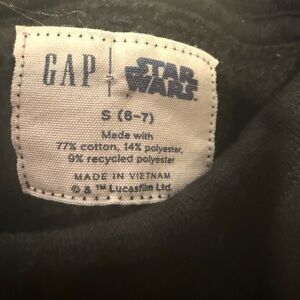 GAP STAR WARS
S (6-7)
Made with
77% cotton, 14% polyester,
9% recycled polyester
MADE IN VIETNAM
© & ™ Lucasfilm Ltd.